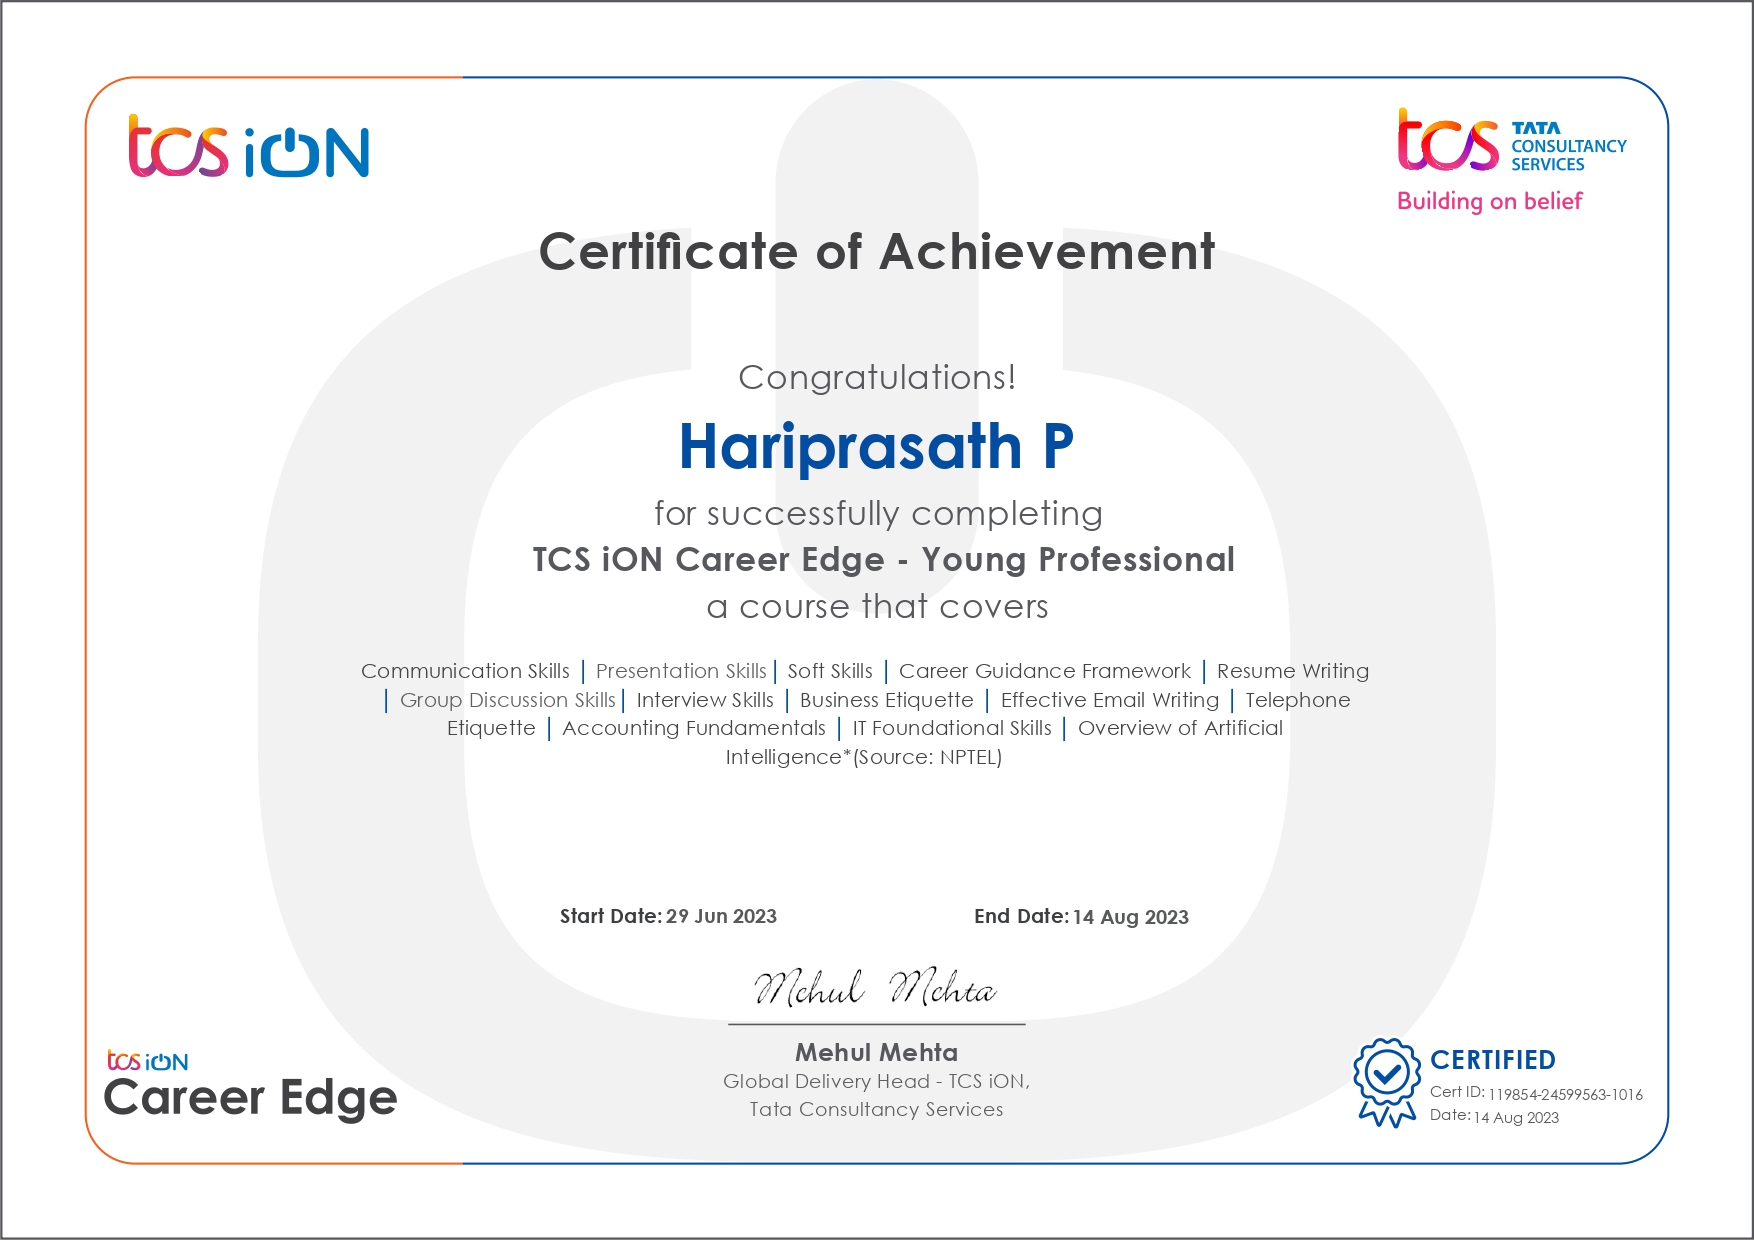 tcs iON
tcs TATA
CONSULTANCY
SERVICES
Building on belief
Certificate of Achievement
Congratulations!
Hariprasath P
for successfully completing
TCS iON Career Edge - Young Professional
a course that covers
Communication Skills | Presentation Skills | Soft Skills | Career Guidance Framework | Resume Writing
| Group Discussion Skills | Interview Skills | Business Etiquette | Effective Email Writing | Telephone
Etiquette | Accounting Fundamentals | IT Foundational Skills | Overview of Artificial
Intelligence*(Source: NPTEL)
Start Date: 29 Jun 2023
End Date: 14 Aug 2023
Mehul Mehta
Mehul Mehta
Global Delivery Head - TCS iON,
Tata Consultancy Services
tcs iON
Career Edge
CERTIFIED
Cert ID: 119854-24599563-1016
Date: 14 Aug 2023